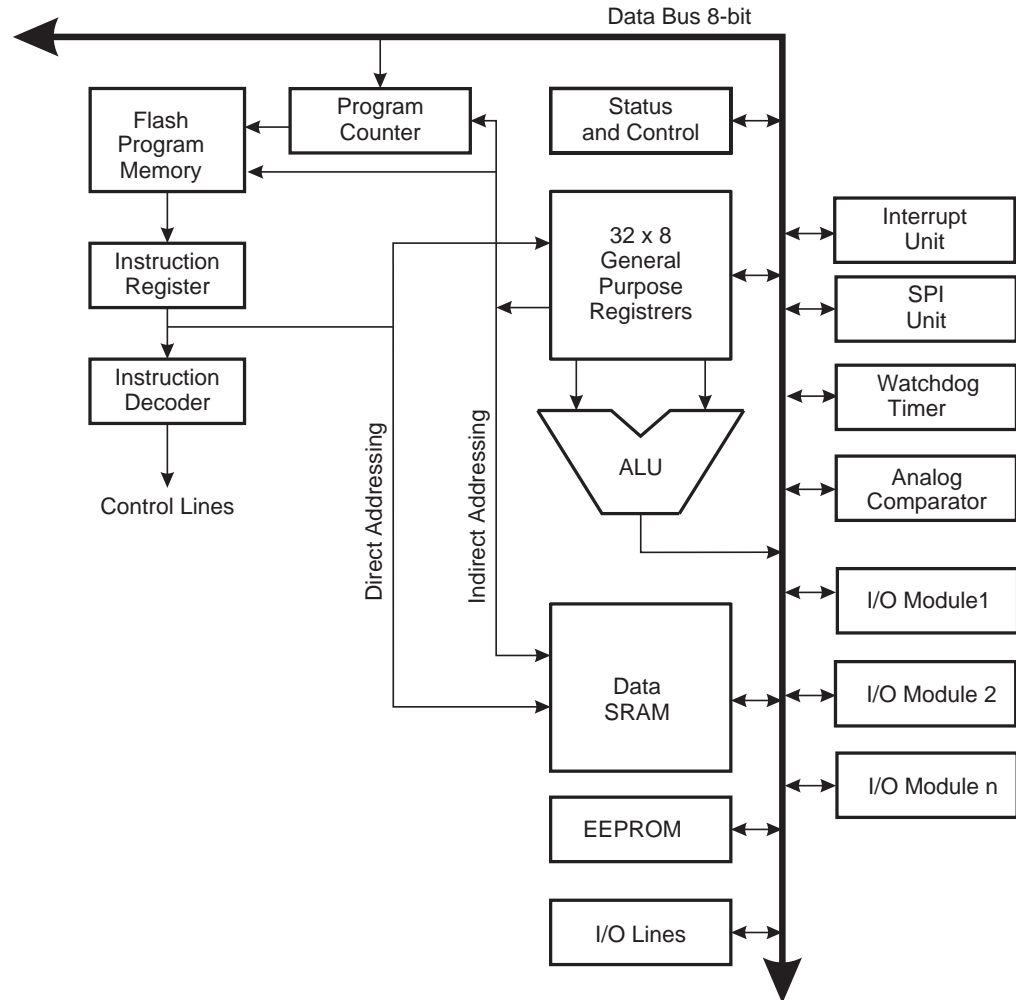 Data Bus 8-bit
Flash
Program
Memory
Program
Counter
Status
and Control
Interrupt
Unit
32 x 8
General
Purpose
Registrers
Instruction
Register
SPI
Unit
Instruction
Decoder
Watchdog
Timer
ALU
Analog
Comparator
Control Lines
Direct Addressing
Indirect Addressing
I/O Module1
Data
SRAM
I/O Module 2
I/O Module n
EEPROM
I/O Lines